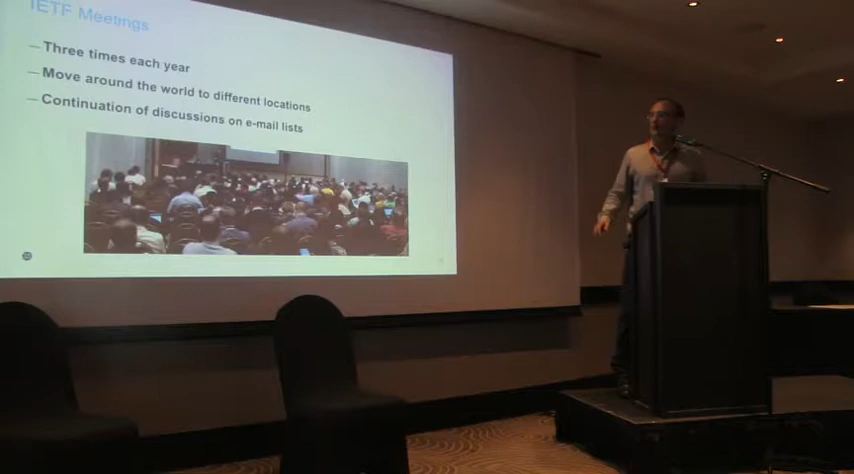 IETF Meetings
– Three times each year
– Move around the world to different locations
– Continuation of discussions on e-mail lists